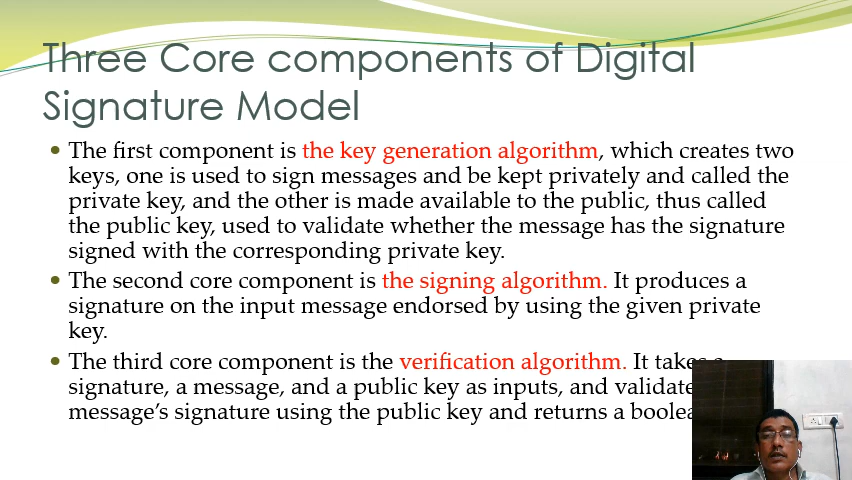 Three Core components of Digital
Signature Model
The first component is the key generation algorithm, which creates two
keys, one is used to sign messages and be kept privately and called the
private key, and the other is made available to the public, thus called
the public key, used to validate whether the message has the signature
signed with the corresponding private key.
The second core component is the signing algorithm. It produces a
signature on the input message endorsed by using the given private
key.
The third core component is the verification algorithm. It takes a
signature, a message, and a public key as inputs, and validate
message's signature using the public key and returns a